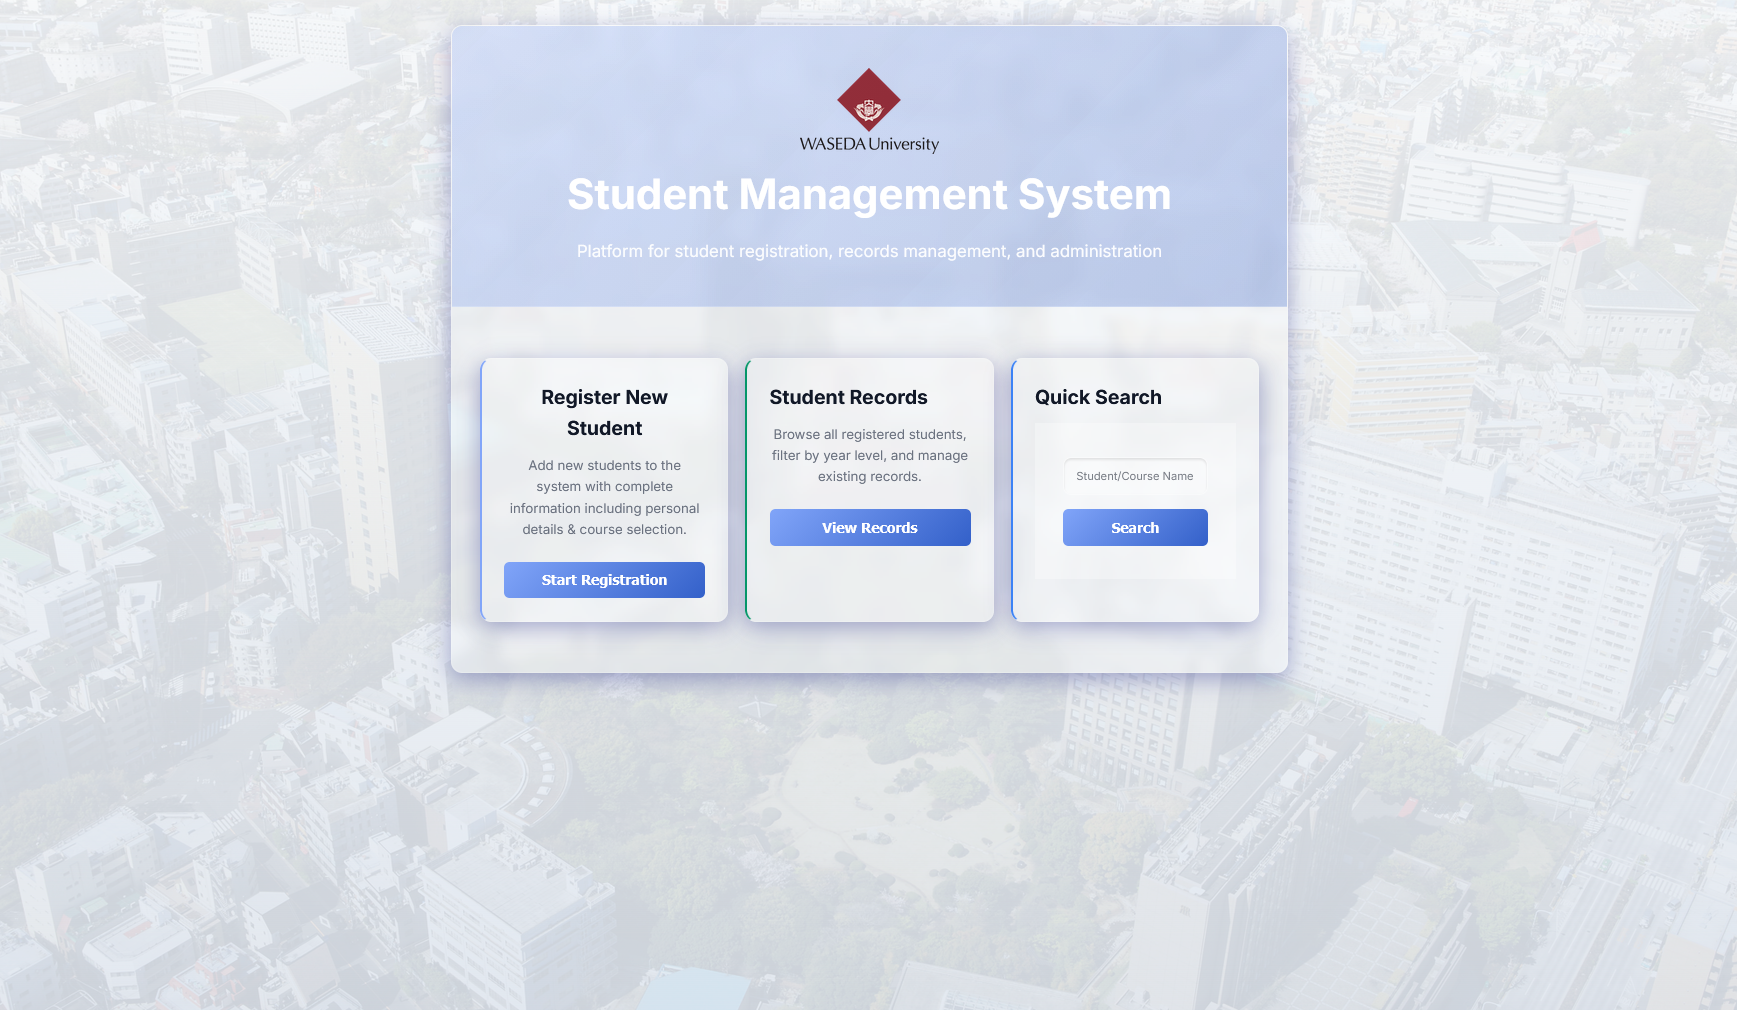 WASEDA University
Student Management System
Platform for student registration, records management, and administration
Register New
Student
Add new students to the
system with complete
information including personal
details & course selection.
Start Registration
Student Records
Browse all registered students,
filter by year level, and manage
existing records.
View Records
Quick Search
Student/Course Name
Search